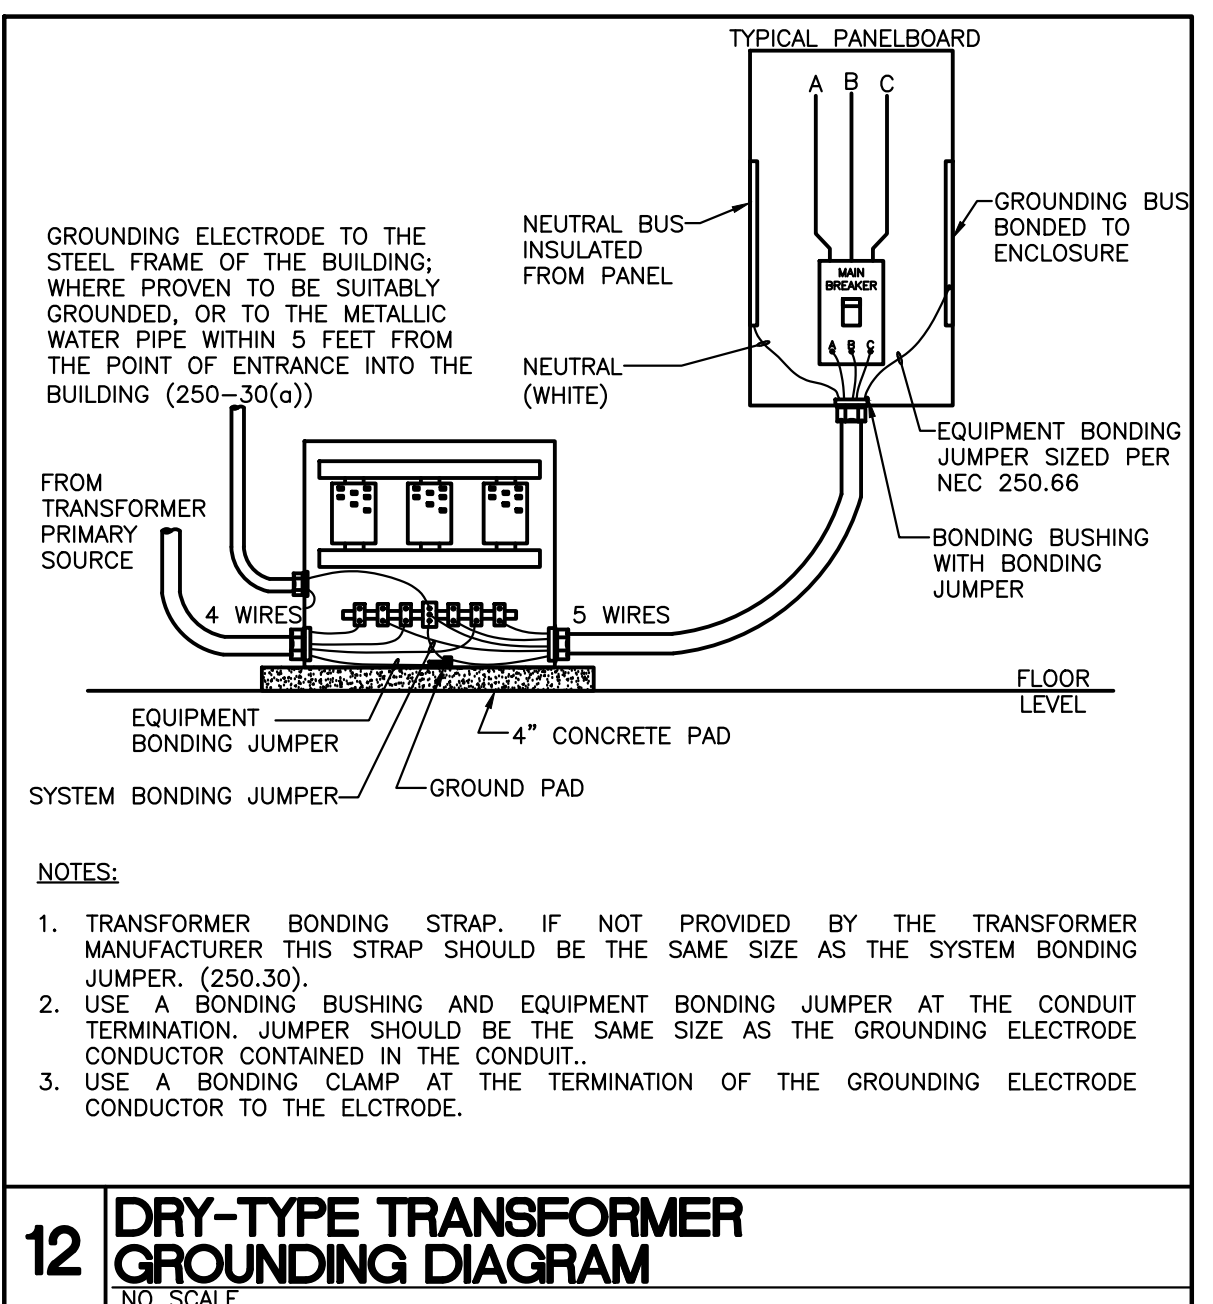 TYPICAL PANELBOARD
A B C
GROUNDING BUS
BONDED TO
ENCLOSURE
NEUTRAL BUS
INSULATED
FROM PANEL
MAIN
BREAKER
A B C
NEUTRAL
(WHITE)
GROUNDING ELECTRODE TO THE
STEEL FRAME OF THE BUILDING;
WHERE PROVEN TO BE SUITABLY
GROUNDED, OR TO THE METALLIC
WATER PIPE WITHIN 5 FEET FROM
THE POINT OF ENTRANCE INTO THE
BUILDING (250-30(a))
EQUIPMENT BONDING
JUMPER SIZED PER
NEC 250.66
BONDING BUSHING
WITH BONDING
JUMPER
FROM
TRANSFORMER
PRIMARY
SOURCE
4 WIRES
5 WIRES
FLOOR
LEVEL
EQUIPMENT
BONDING JUMPER
4” CONCRETE PAD
SYSTEM BONDING JUMPER
GROUND PAD
NOTES:
1. TRANSFORMER BONDING STRAP. IF NOT PROVIDED BY THE TRANSFORMER
MANUFACTURER THIS STRAP SHOULD BE THE SAME SIZE AS THE SYSTEM BONDING
JUMPER. (250.30).
2. USE A BONDING BUSHING AND EQUIPMENT BONDING JUMPER AT THE CONDUIT
TERMINATION. JUMPER SHOULD BE THE SAME SIZE AS THE GROUNDING ELECTRODE
CONDUCTOR CONTAINED IN THE CONDUIT..
3. USE A BONDING CLAMP AT THE TERMINATION OF THE GROUNDING ELECTRODE
CONDUCTOR TO THE ELCTRODE.
12
DRY-TYPE TRANSFORMER
GROUNDING DIAGRAM
NO SCALE